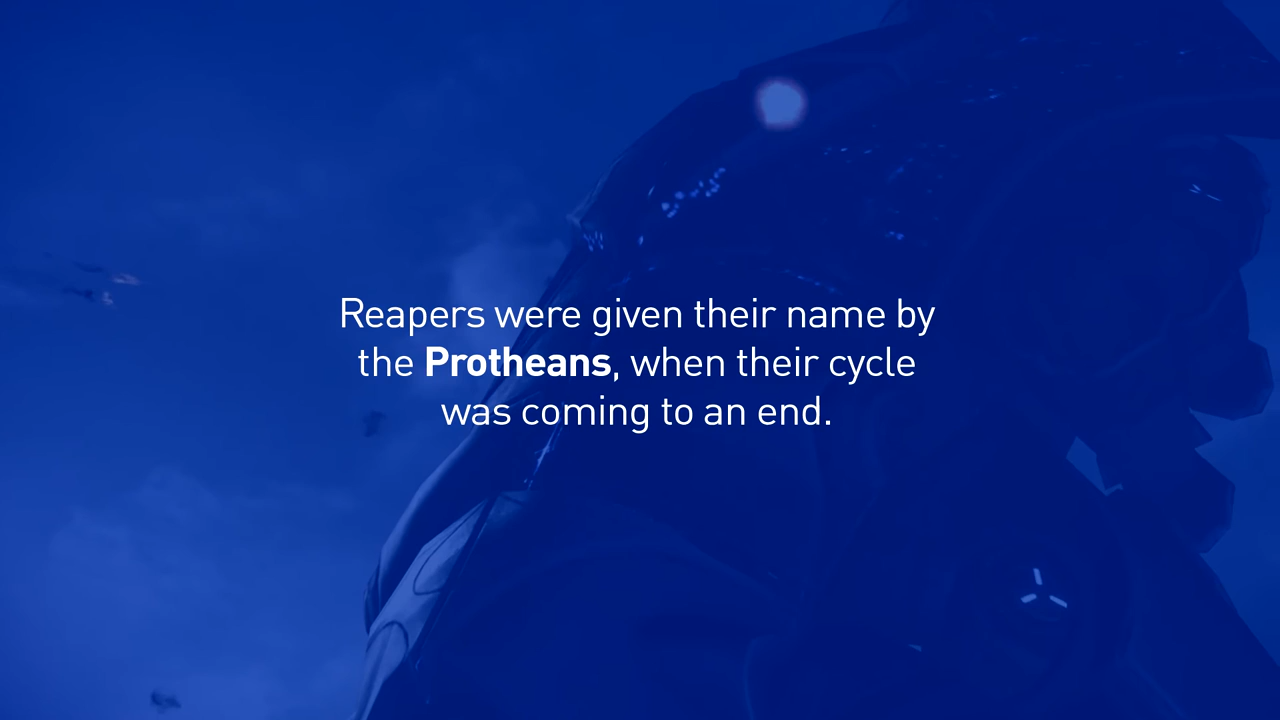 Reapers were given their name by
the Protheans, when their cycle
was coming to an end.